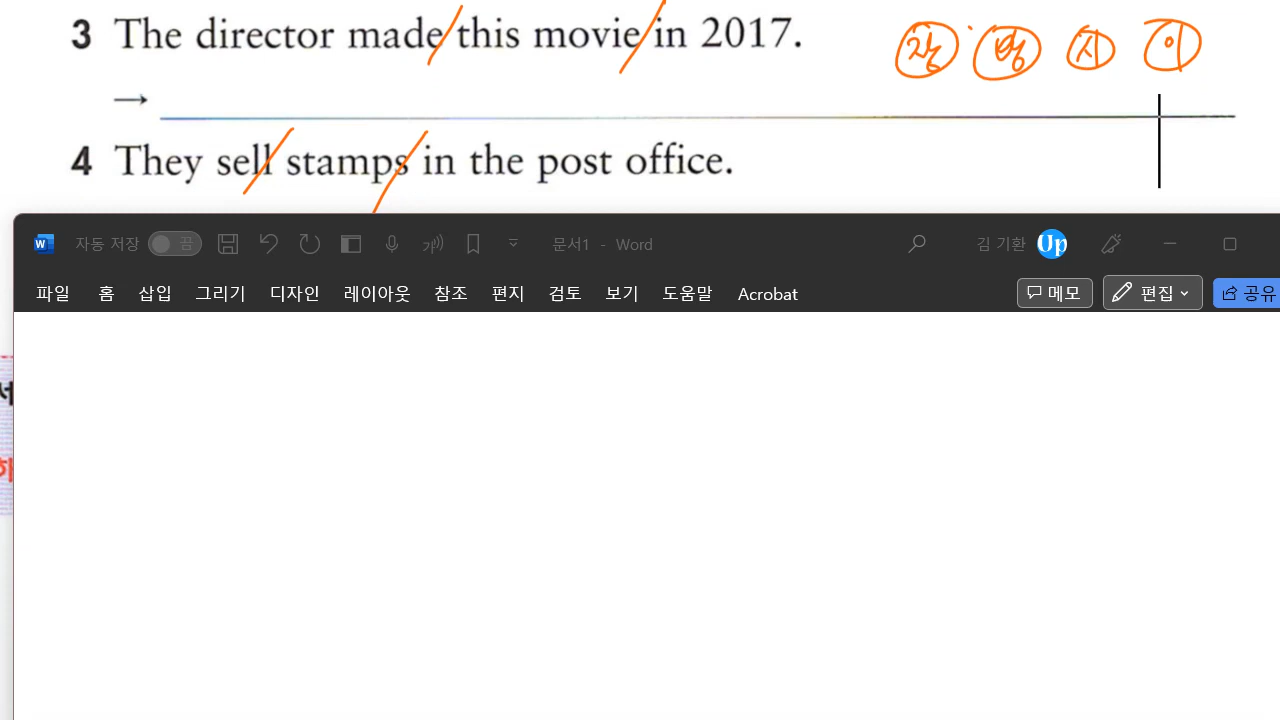 3 The director made this movie in 2017.
장 방 시 이
→
4 They sell stamps in the post office.
자동 저장 끔 가 문서1 - Word 김 기환 Up
파일 홈 삽입 그리기 디자인 레이아웃 참조 편지 검토 보기 도움말 Acrobat 메모 편집 공유